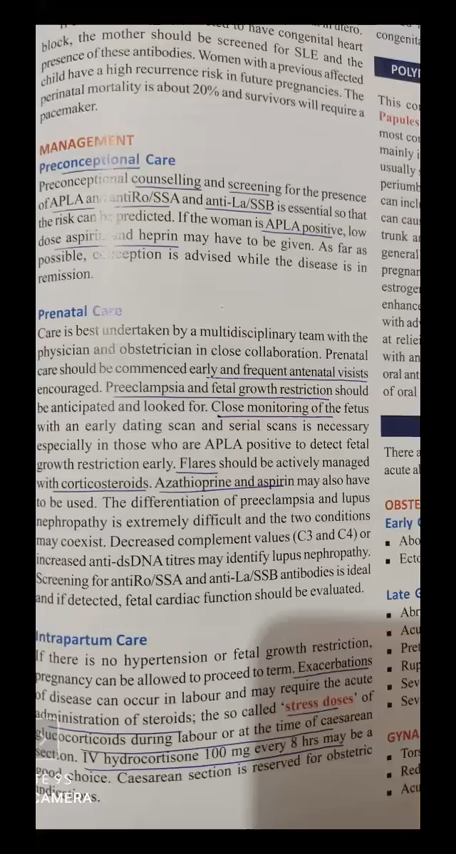 to have congenital heart
block, the mother should be screened for SLE and the
presence of these antibodies. Women with a previous affected
child have a high recurrence risk in future pregnancies. The
perinatal mortality is about 20% and survivors will require a
pacemaker.
MANAGEMENT
Preconceptional Care
Preconceptional counselling and screening for the presence
of APLA an antiRo/SSA and anti-La/SSB is essential so that
the risk can be predicted. If the woman is APLA positive, low
dose aspirin and heprin may have to be given. As far as
possible, conception is advised while the disease is in
remission.
Prenatal Care
Care is best undertaken by a multidisciplinary team with the
physician and obstetrician in close collaboration. Prenatal
care should be commenced early and frequent antenatal visists
encouraged. Preeclampsia and fetal growth restriction should
be anticipated and looked for. Close monitoring of the fetus
with an early dating scan and serial scans is necessary
especially in those who are APLA positive to detect fetal
growth restriction early. Flares should be actively managed
with corticosteroids. Azathioprine and aspirin may also have
to be used. The differentiation of preeclampsia and lupus
nephropathy is extremely difficult and the two conditions
may coexist. Decreased complement values (C3 and C4) or
increased anti-dsDNA titres may identify lupus nephropathy.
Screening for antiRo/SSA and anti-La/SSB antibodies is ideal
and if detected, fetal cardiac function should be evaluated.
Intrapartum Care
If there is no hypertension or fetal growth restriction,
pregnancy can be allowed to proceed to term. Exacerbations
of disease can occur in labour and may require the acute
administration of steroids; the so called 'stress doses' of
glucocorticoids during labour or at the time of caesarean
section. IV hydrocortisone 100 mg every 8 hrs may be a
good choice. Caesarean section is reserved for obstetric
indications.
congenita
POLY
This co
Papules
most co
mainly i
usually
periumb
can incl
can cau
trunk a
general
pregnan
estroge
enhance
with ad
at relie
with an
oral ant
of oral
There a
acute al
OBSTE
Early
Abo
Ecto
Late G
Abr
Acu
Pret
Rup
Sev
Sev
GYNA
Tors
Red
Acu
TE 9S
CAMERA